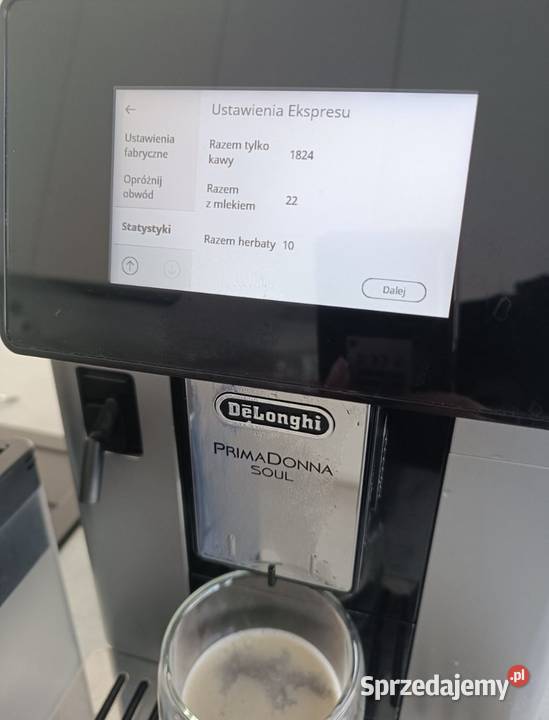 Ustawienia Ekspresu
Ustawienia
fabryczne
Opróżnij
obwód
Statystyki
Razem tylko
kawy 1824
Razem
z mlekiem 22
Razem herbaty 10
Dalej
DeLonghi
PRIMADONNA
SOUL
Sprzedajemy.pl